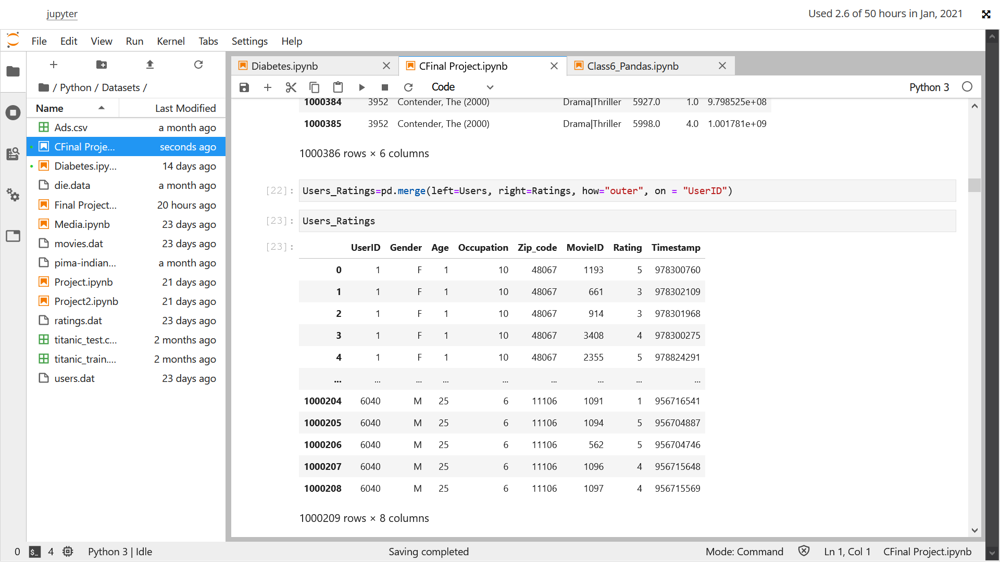 jupyter
Used 2.6 of 50 hours in Jan, 2021
File Edit View Run Kernel Tabs Settings Help
Diabetes.ipynb CFinal Project.ipynb Class6_Pandas.ipynb
/ Python / Datasets /
Code
Python 3
Name Last Modified
Ads.csv a month ago
CFinal Proje... seconds ago
Diabetes.ipy... 14 days ago
die.data a month ago
Final Project... 20 hours ago
Media.ipynb 23 days ago
movies.dat 23 days ago
pima-indian... a month ago
Project.ipynb 21 days ago
Project2.ipynb 21 days ago
ratings.dat 23 days ago
titanic_test.c... 2 months ago
titanic_train.... 2 months ago
users.dat 23 days ago
1000384 3952 Contender, The (2000) Drama|Thriller 5927.0 1.0 9.798525e+08
1000385 3952 Contender, The (2000) Drama|Thriller 5998.0 4.0 1.001781e+09
1000386 rows × 6 columns
[22]: Users_Ratings=pd.merge(left=Users, right=Ratings, how="outer", on = "UserID")
[23]: Users_Ratings
[23]: UserID Gender Age Occupation Zip_code MovieID Rating Timestamp
0 1 F 1 10 48067 1193 5 978300760
1 1 F 1 10 48067 661 3 978302109
2 1 F 1 10 48067 914 3 978301968
3 1 F 1 10 48067 3408 4 978300275
4 1 F 1 10 48067 2355 5 978824291
... ... ... ... ... ... ... ... ...
1000204 6040 M 25 6 11106 1091 1 956716541
1000205 6040 M 25 6 11106 1094 5 956704887
1000206 6040 M 25 6 11106 562 5 956704746
1000207 6040 M 25 6 11106 1096 4 956715648
1000208 6040 M 25 6 11106 1097 4 956715569
1000209 rows × 8 columns
0 $_ 4 Python 3 | Idle Saving completed Mode: Command Ln 1, Col 1 CFinal Project.ipynb